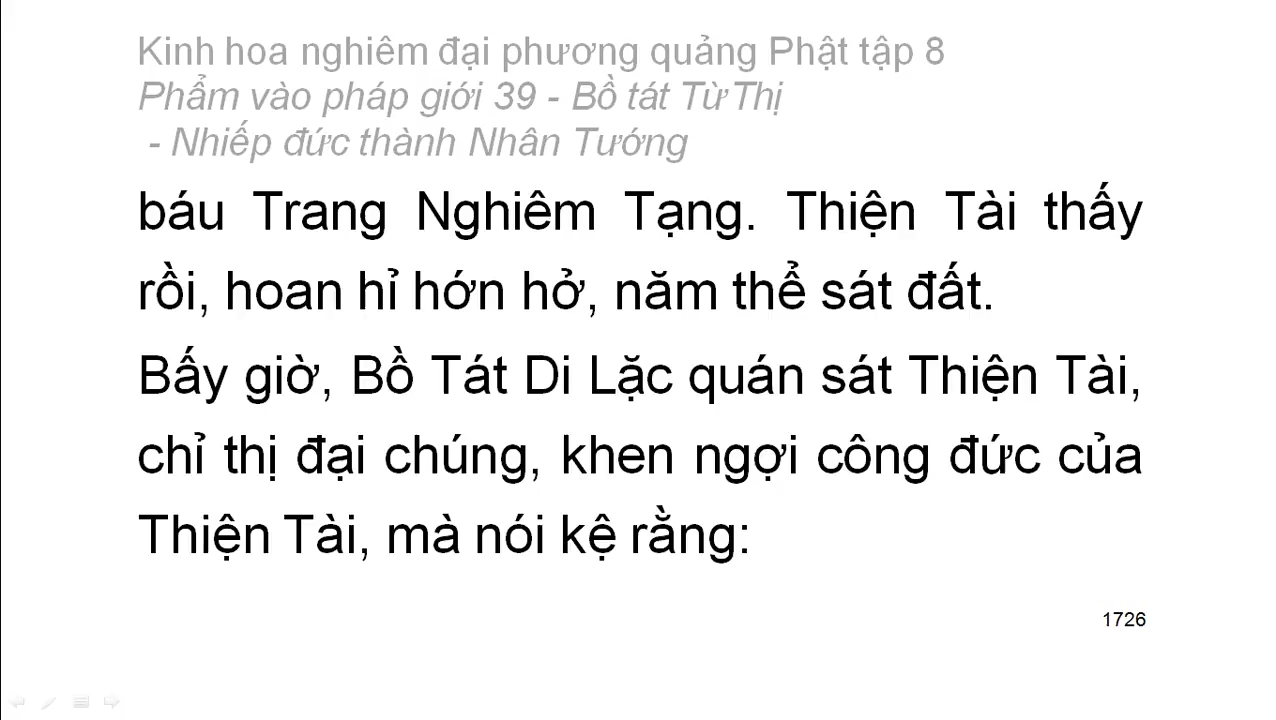 Kinh hoa nghiêm đại phương quảng Phật tập 8
Phẩm vào pháp giới 39 - Bồ tát Từ Thị
- Nhiếp đức thành Nhân Tướng
báu Trang Nghiêm Tạng. Thiện Tài thấy
rồi, hoan hỉ hớn hở, năm thể sát đất.
Bấy giờ, Bồ Tát Di Lặc quán sát Thiện Tài,
chỉ thị đại chúng, khen ngợi công đức của
Thiện Tài, mà nói kệ rằng:
1726